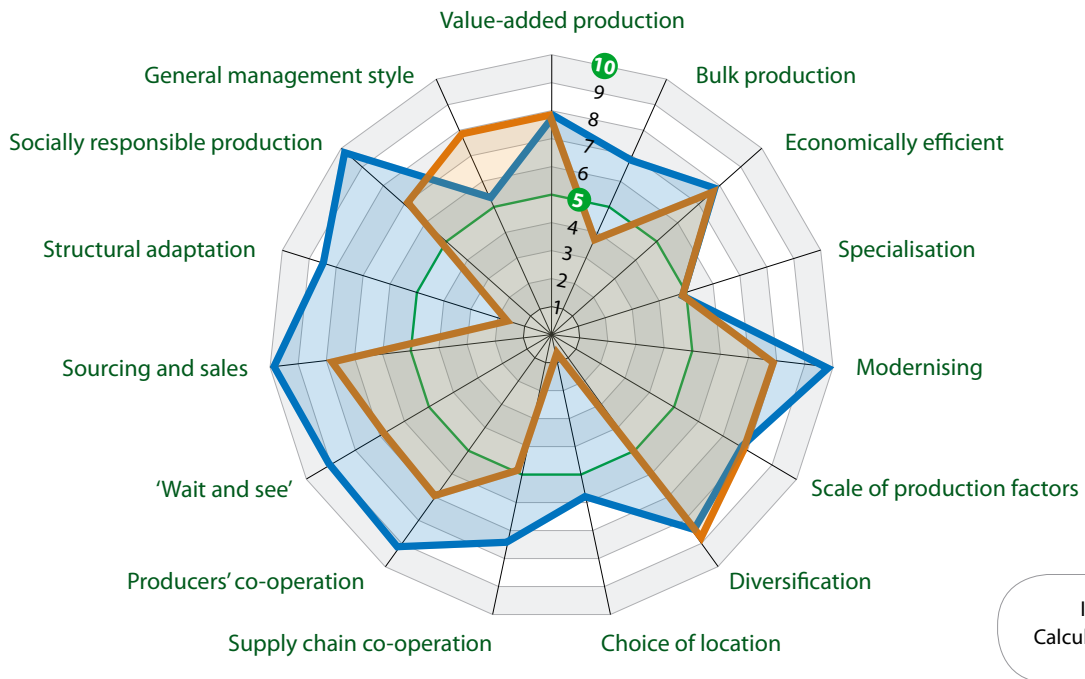 Value-added production
General management style
Bulk production
Socially responsible production
Economically efficient
Structural adaptation
Specialisation
Sourcing and sales
Modernising
'Wait and see'
Scale of production factors
Producers' co-operation
Diversification
Supply chain co-operation
Choice of location
10
9
8
7
6
5
4
3
2
1